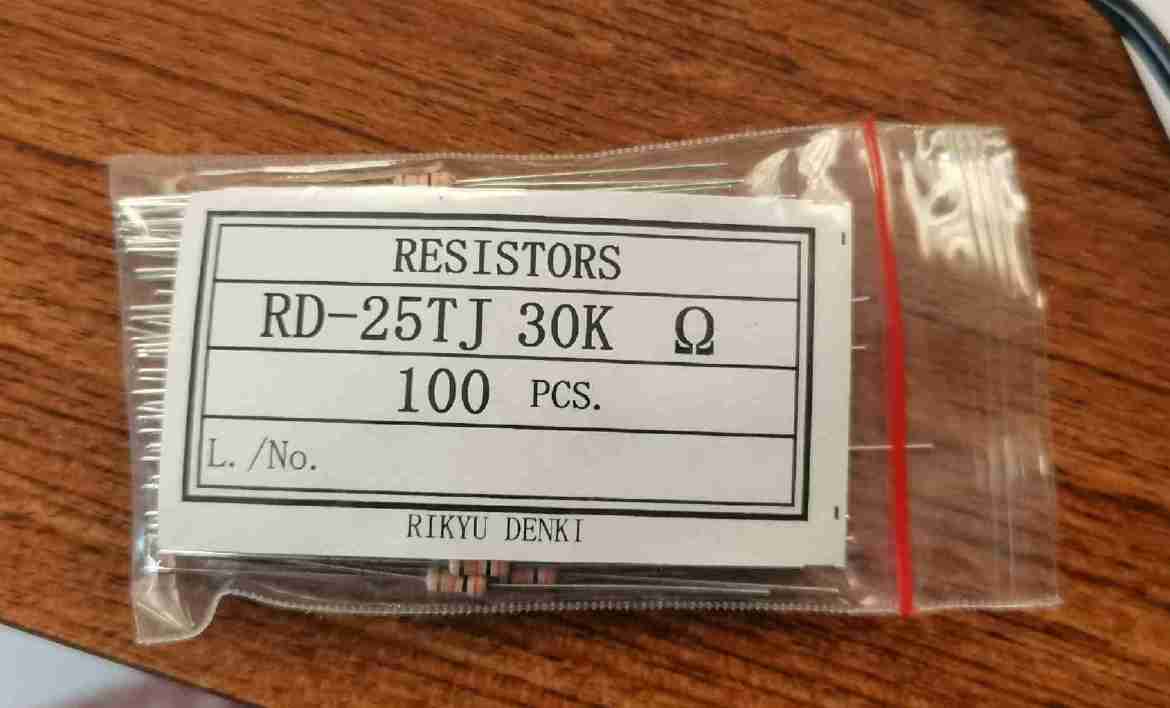 RESISTORS
RD-25TJ 30K Ω
100 PCS.
L./No.
RIKYU DENKI